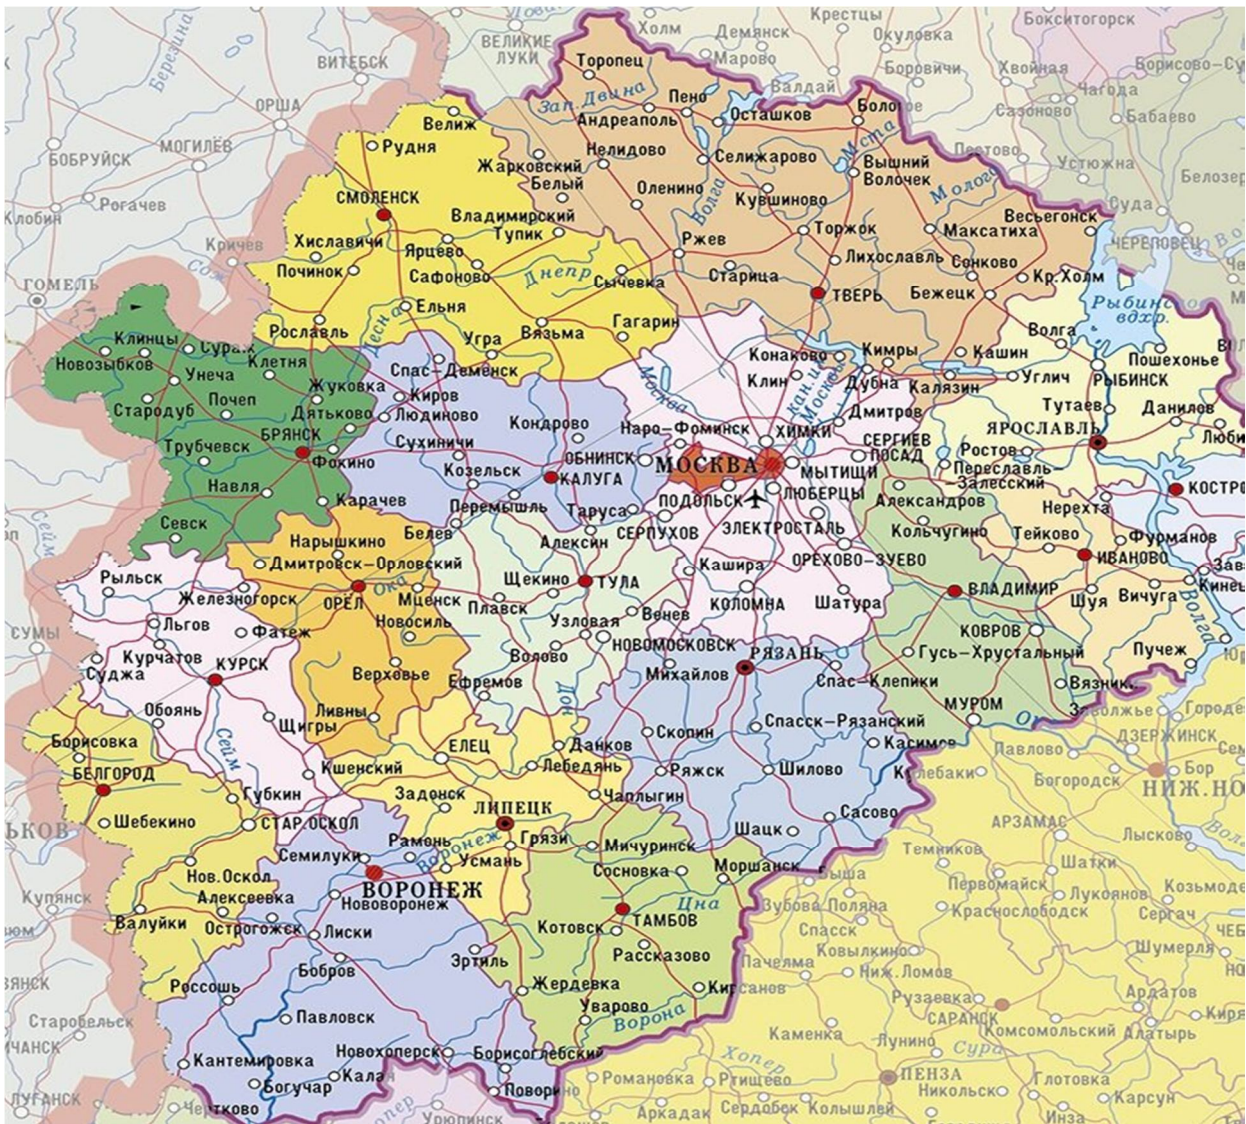 Холм
Крестцы
Бокситогорск
ВЕЛИКИЕ
ЛУКИ
Демянск
Марово
Окуловка
Торопец
ВИТЕБСК
Березина
Валдай
Боровичи
Хвойная
Чагода
Сазоново
Бабаево
Зап.Двина
Пено
Андреаполь
Осташков
Бологое
ОРША
Велиж
Мста
Пестово
Устюжна
БОБРУЙСК
МОГИЛЁВ
Рудня
Нелидово
Жарковский
Белый
Селижарово
Вышний
Волочек
Молога
Оленино
Волга
Кувшиново
Рогачев
СМОЛЕНСК
Владимирский
Тупик
Ржев
Торжок
Максатиха
Весьегонск
Суда
ЧЕРЕПОВЕЦ
Кричев
Хиславичи
Починок
Ярцево
Сафоново
Днепр
Сычевка
Старица
Лихославль
Сонково
Бежецк
Кр.Холм
ГОМЕЛЬ
Сож
Ельня
ТВЕРЬ
Рыбинское
вдхр.
Рославль
Десна
Угра
Вязьма
Гагарин
Волга
Пошехонье
Клинцы
Новозыбков
Сураж
Клетня
Унеча
Спас-Деменск
Конаково
Кимры
Кашин
Клин
Дубна
Калязин
Углич
РЫБИНСК
Москва
кан.им.
Москвы
Жуковка
Киров
Стародуб
Почеп
Дятьково
Людиново
Дмитров
Тутаев
Данилов
Кондрово
Наро-Фоминск
ХИМКИ
ЯРОСЛАВЛЬ
Трубчевск
БРЯНСК
Фокино
Сухиничи
ОБНИНСК
МОСКВА
СЕРГИЕВ
ПОСАД
МЫТИЩИ
Ростов
Переславль-
-Залесский
Козельск
КАЛУГА
Навля
Карачев
Перемышль
Таруса
ПОДОЛЬСК
ЛЮБЕРЦЫ
Александров
Нерехта
Севск
Белев
Алексин
СЕРПУХОВ
ЭЛЕКТРОСТАЛЬ
Кольчугино
Тейково
Фурманов
Сейм
Нарышкино
Дмитровск-Орловский
ОРЕХОВО-ЗУЕВО
ИВАНОВО
Рыльск
Железногорск
ОРЁЛ
Ока
Мценск
Щекино
ТУЛА
Кашира
КОЛОМНА
Шатура
ВЛАДИМИР
Шуя
Вичуга
Волга
СУМЫ
Льгов
Фатеж
Новосиль
Плавск
Венев
Узловая
НОВОМОСКОВСК
КОВРОВ
Курчатов
Суджа
КУРСК
Верховье
Волово
Михайлов
РЯЗАНЬ
Гусь-Хрустальный
Пучеж
Спас-Клепики
Обоянь
Щигры
Ливны
Ефремов
Дон
МУРОМ
Борисовка
БЕЛГОРОД
Сейм
Кшенский
ЕЛЕЦ
Данков
Скопин
Спасск-Рязанский
Касимов
Павлово
ДЗЕРЖИНСК
Губкин
Лебедянь
Ряжск
Шилово
Кулебаки
Богородск
Бор
Задонск
ЛИПЕЦК
Чаплыгин
Шебекино
СТАР.ОСКОЛ
Рамонь
Воронеж
Грязи
Мичуринск
Шацк
Сасово
АРЗАМАС
Лысково
Семилуки
Усмань
Нов.Оскол
ВОРОНЕЖ
Нововоронеж
Сосновка
Моршанск
Темников
Шатки
Купянск
Алексеевка
Валуйки
Острогожск
Лиски
Котовск
ТАМБОВ
Цна
Зубова Поляна
Первомайск
Лукоянов
Краснослободск
Сергач
Спасск
Рассказово
Эртиль
Бобров
Ковылкино
Пачелма
Ниж.Ломов
Шумерля
Россошь
Жердевка
Уварово
Кирсанов
Рузаевка
САРАНСК
Ардатов
Старобельск
Павловск
Ворона
Каменка
Лунино
Сура
Комсомольский
Алатырь
Кантемировка
Новохоперск
Борисоглебский
Хопер
ПЕНЗА
Богучар
Калач
Поворино
Романовка
Ртищево
Никольск
Глотовка
ЛУГАНСК
Чертково
Урюпинск
Аркадак
Сердобск
Колышлей
Инза
Карсун